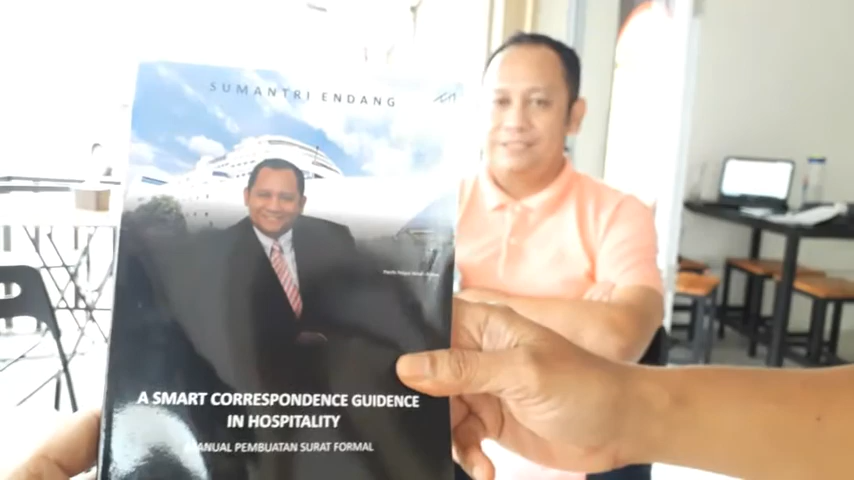 SUMANTRI ENDANG
A SMART CORRESPONDENCE GUIDENCE
IN HOSPITALITY
MANUAL PEMBUATAN SURAT FORMAL